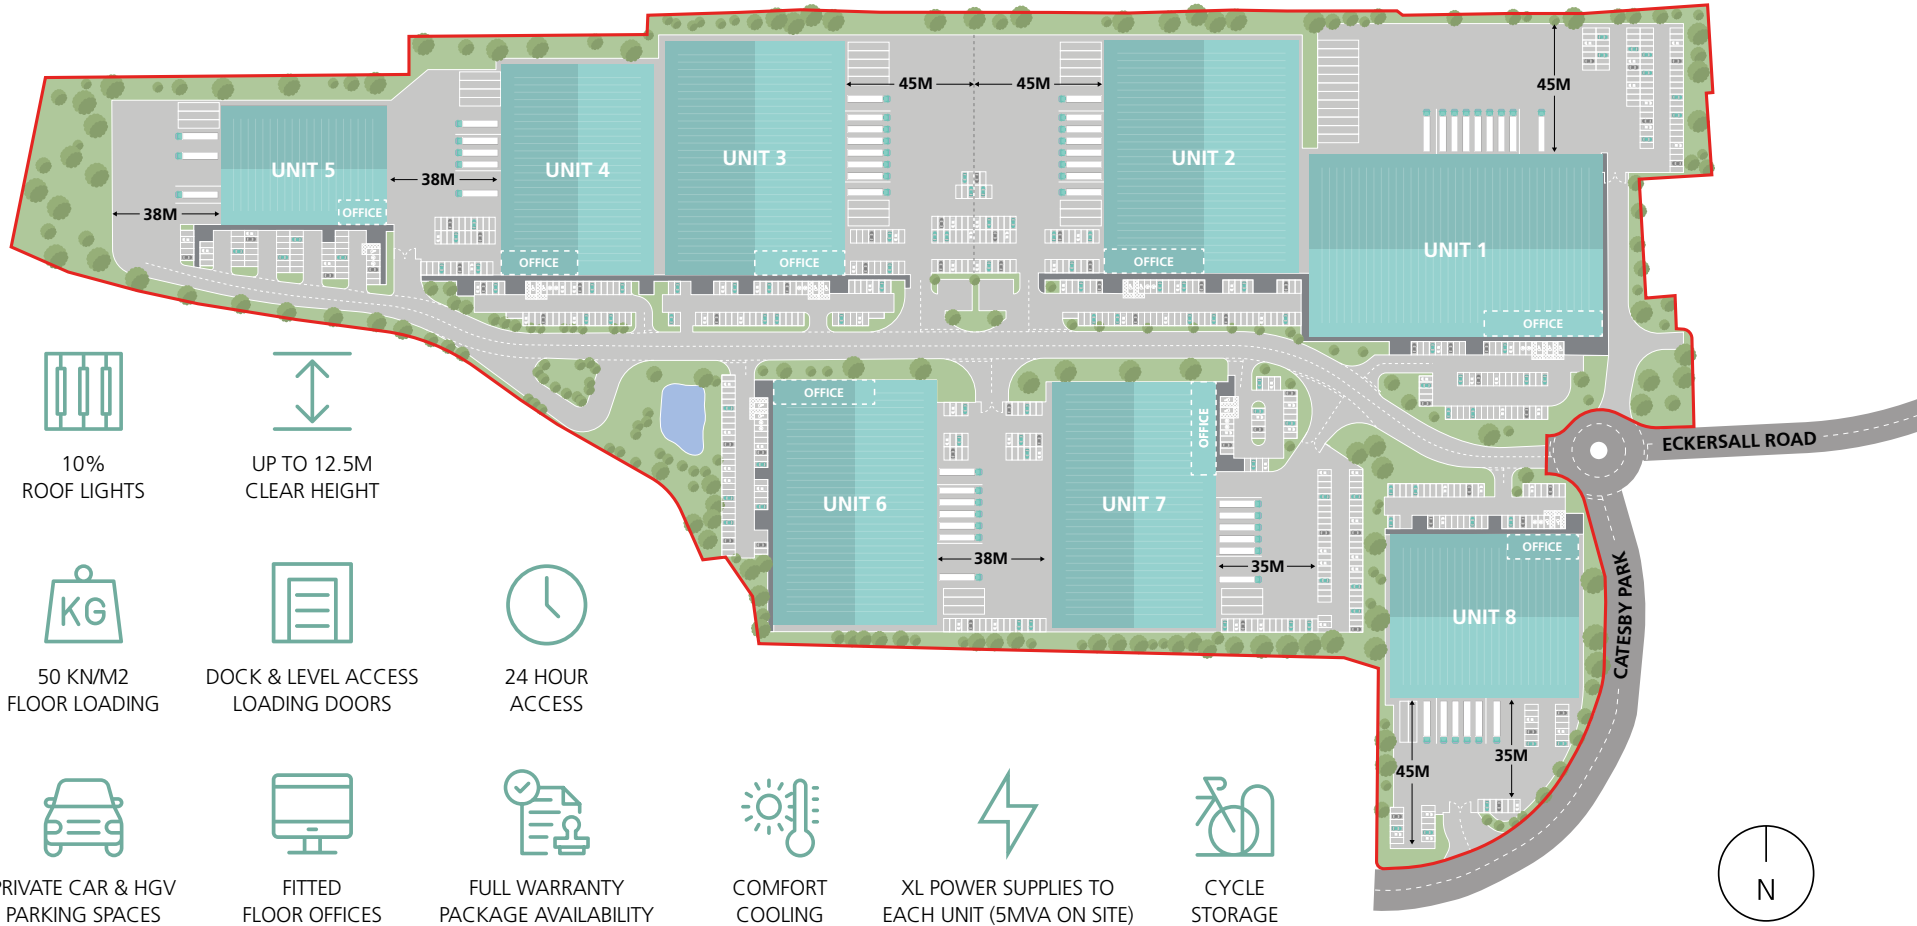 45M
45M
45M
UNIT 5
UNIT 4
UNIT 3
UNIT 2
38M
38M
OFFICE
UNIT 1
OFFICE
OFFICE
OFFICE
OFFICE
OFFICE
OFFICE
ECKERSALL ROAD
UNIT 6
UNIT 7
38M
35M
OFFICE
UNIT 8
CATESBY PARK
45M
35M
10%
ROOF LIGHTS
UP TO 12.5M
CLEAR HEIGHT
KG
50 KN/M2
FLOOR LOADING
DOCK & LEVEL ACCESS
LOADING DOORS
24 HOUR
ACCESS
PRIVATE CAR & HGV
PARKING SPACES
FITTED
FLOOR OFFICES
FULL WARRANTY
PACKAGE AVAILABILITY
COMFORT
COOLING
XL POWER SUPPLIES TO
EACH UNIT (5MVA ON SITE)
CYCLE
STORAGE
N